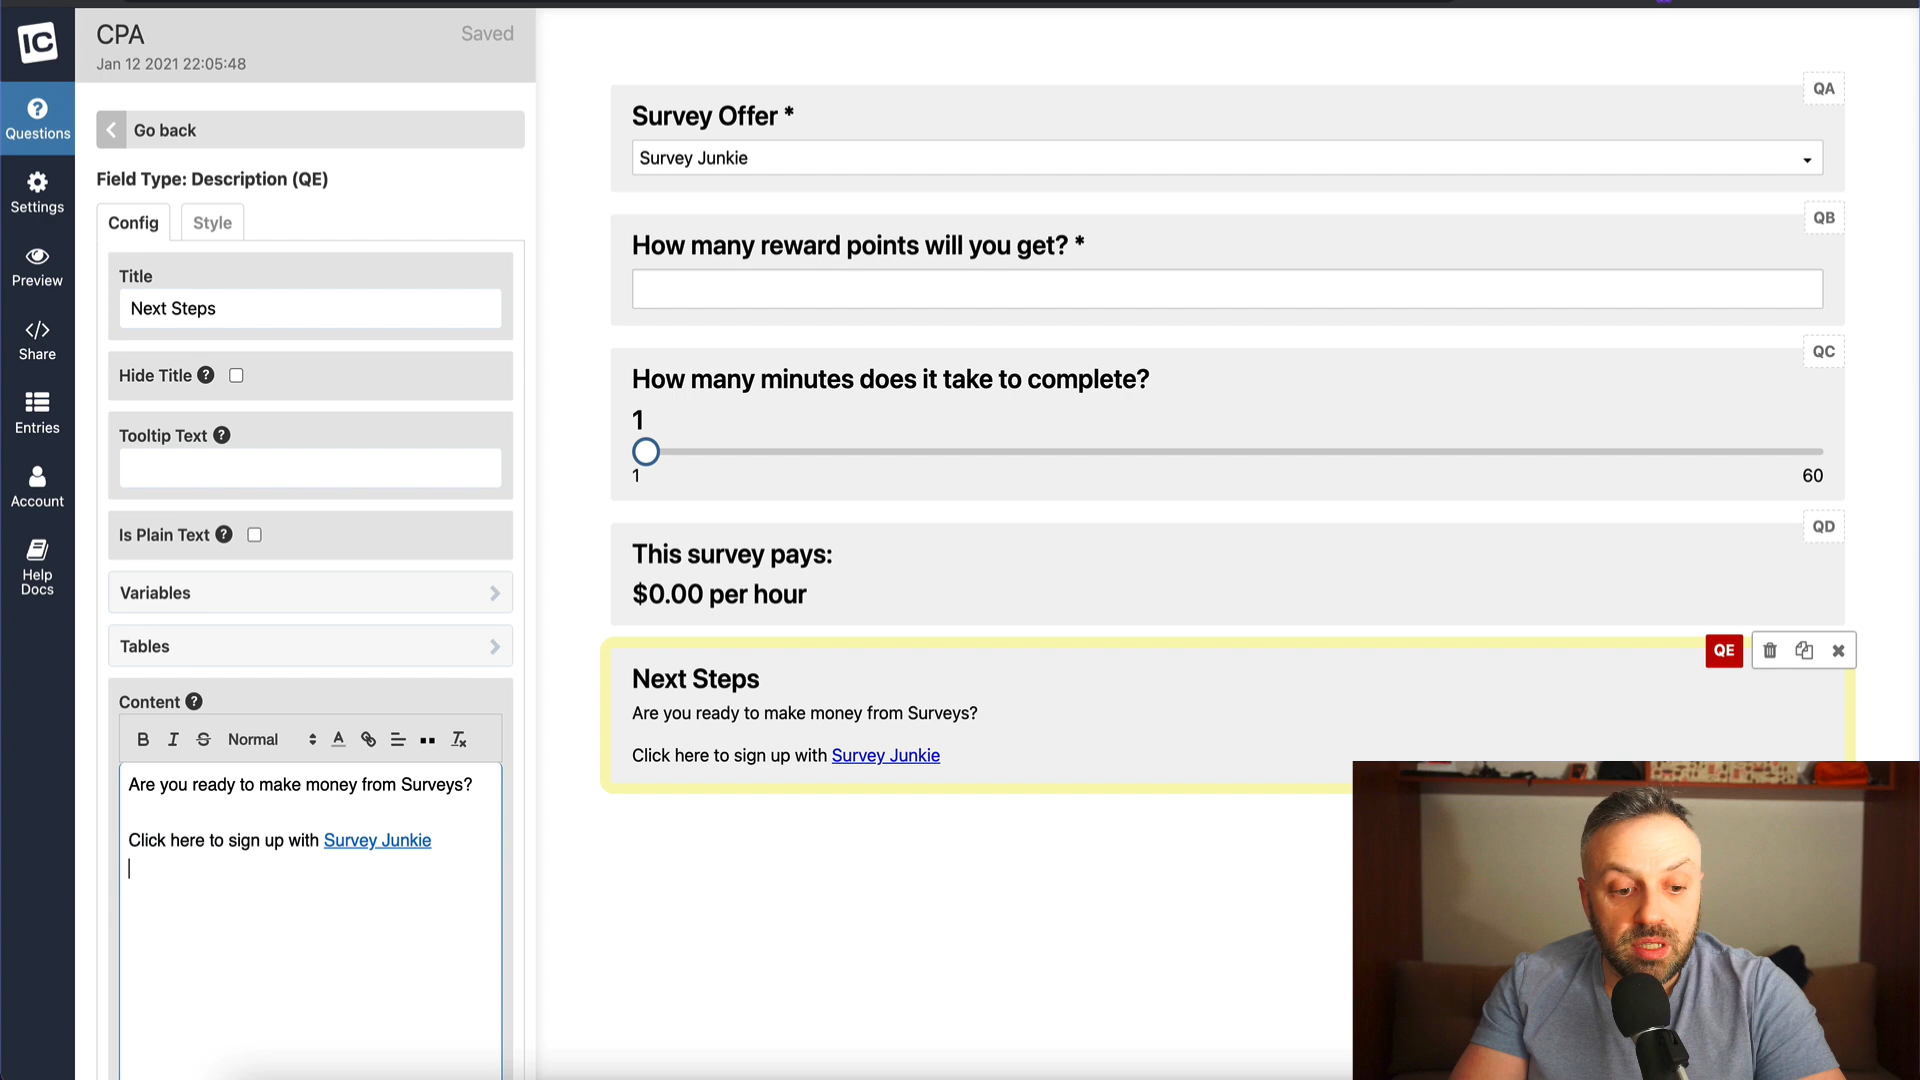 IC
CPA
Saved
Jan 12 2021 22:05:48
Questions
Settings
Preview
Share
Entries
Account
Help
Docs
Go back
Field Type: Description (QE)
Config
Style
Title
Next Steps
Hide Title ?
Tooltip Text ?
Is Plain Text ?
Variables
Tables
Content ?
B I S Normal A Tx
Are you ready to make money from Surveys?
Click here to sign up with Survey Junkie
QA
Survey Offer *
Survey Junkie
QB
How many reward points will you get? *
QC
How many minutes does it take to complete?
1
1
60
QD
This survey pays:
$0.00 per hour
QE
Next Steps
Are you ready to make money from Surveys?
Click here to sign up with Survey Junkie